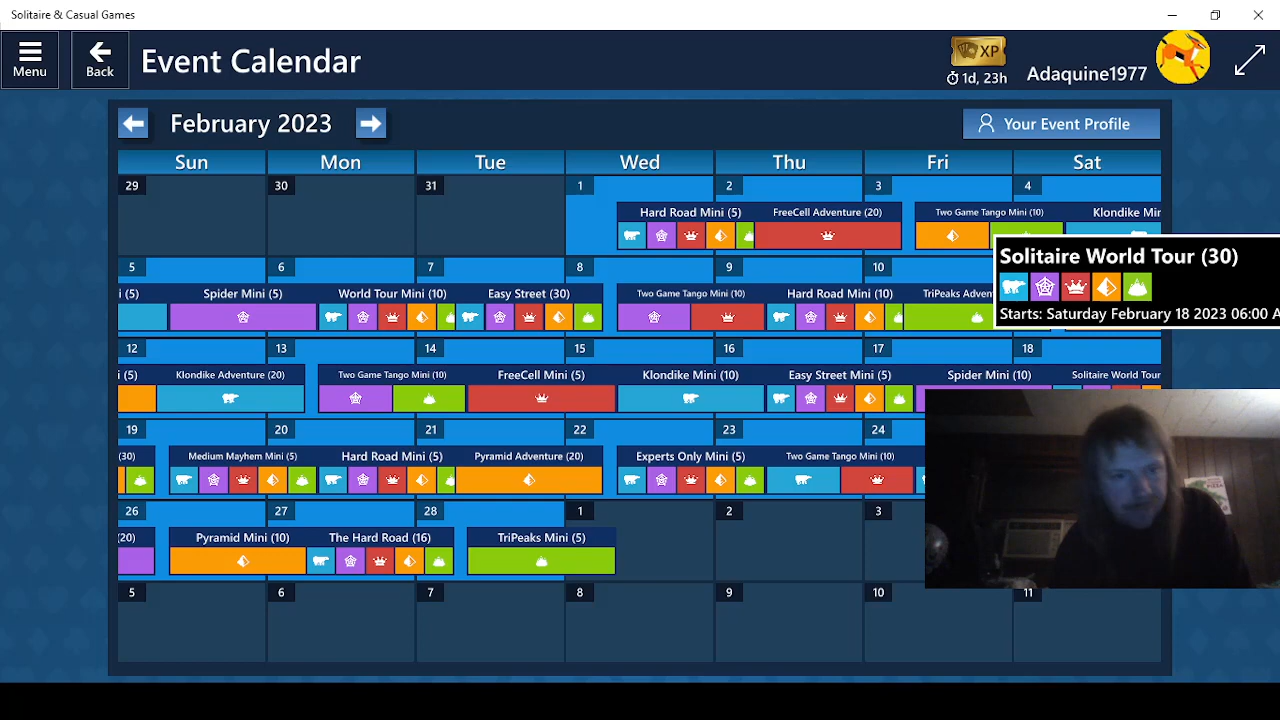 Solitaire & Casual Games
Menu
Back
Event Calendar
XP
1d, 23h
Adaquine1977
February 2023
Your Event Profile
Sun Mon Tue Wed Thu Fri Sat
29 30 31 1 2 3 4
Hard Road Mini (5) FreeCell Adventure (20) Two Game Tango Mini (10) Klondike Mir
Solitaire World Tour (30)
Starts: Saturday February 18 2023 06:00 A
5 6 7 8 9 10
i (5) Spider Mini (5) World Tour Mini (10) Easy Street (30) Two Game Tango Mini (10) Hard Road Mini (10) TriPeaks Advent
12 13 14 15 16 17 18
i (5) Klondike Adventure (20) Two Game Tango Mini (10) FreeCell Mini (5) Klondike Mini (10) Easy Street Mini (5) Spider Mini (10) Solitaire World Tour
19 20 21 22 23 24
(30) Medium Mayhem Mini (5) Hard Road Mini (5) Pyramid Adventure (20) Experts Only Mini (5) Two Game Tango Mini (10)
26 27 28 1 2 3
(20) Pyramid Mini (10) The Hard Road (16) TriPeaks Mini (5)
5 6 7 8 9 10 11